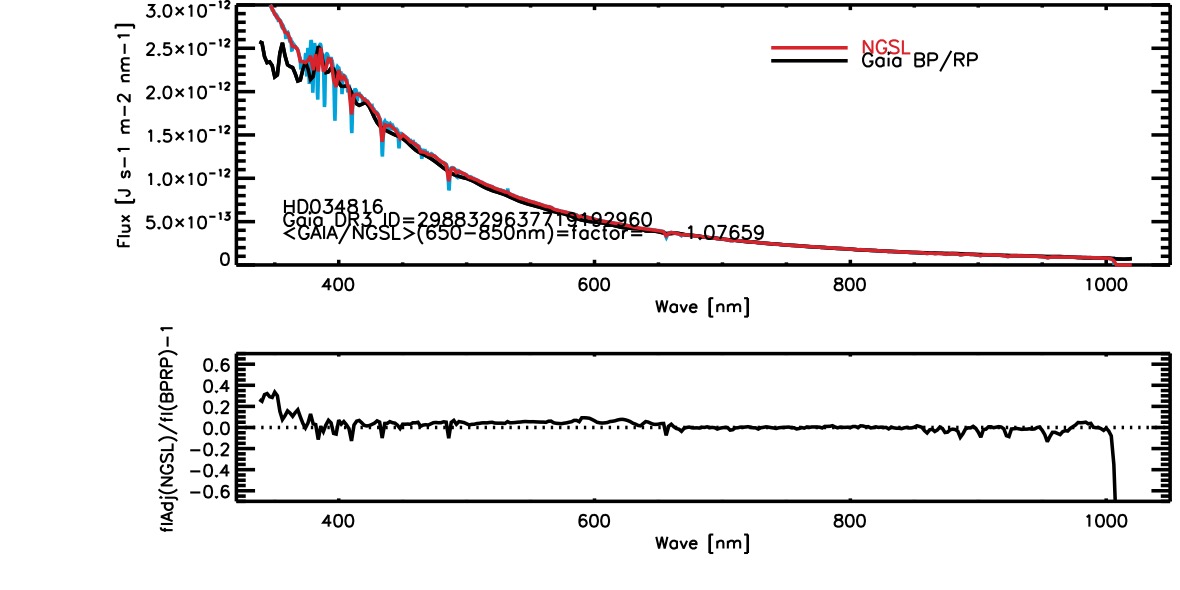 3.0×10−12
2.5×10−12
2.0×10−12
1.5×10−12
1.0×10−12
5.0×10−13
0
Flux [J s−1 m−2 nm−1]
NGSL
Gaia BP/RP
HD034816
Gaia DR3 ID=2988329637719192960
<GAIA/NGSL>(650−850nm)=factor= 1.07659
400 600 800 1000
Wave [nm]
0.6
0.4
0.2
0.0
−0.2
−0.4
−0.6
flAdj(NGSL)/fl(BPRP)−1
400 600 800 1000
Wave [nm]